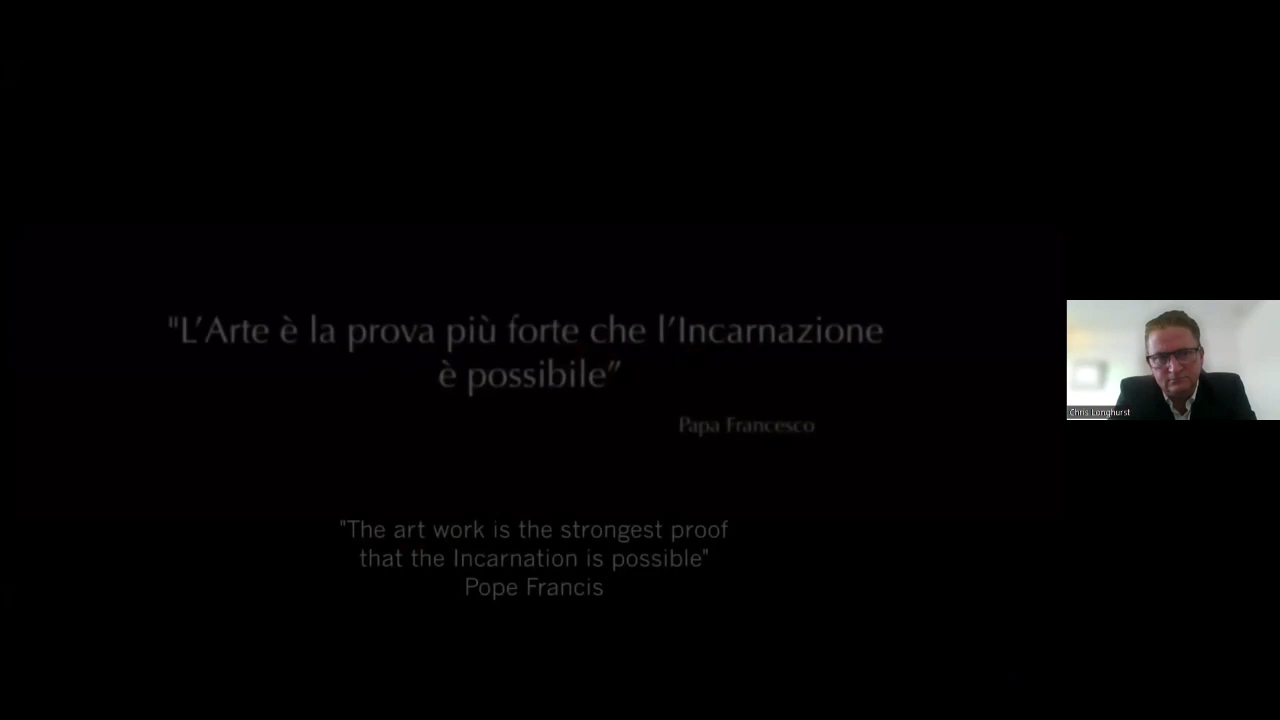 "L’Arte è la prova più forte che l’Incarnazione
è possibile”
Papa Francesco
"The art work is the strongest proof
that the Incarnation is possible"
Pope Francis
Chris Longhurst